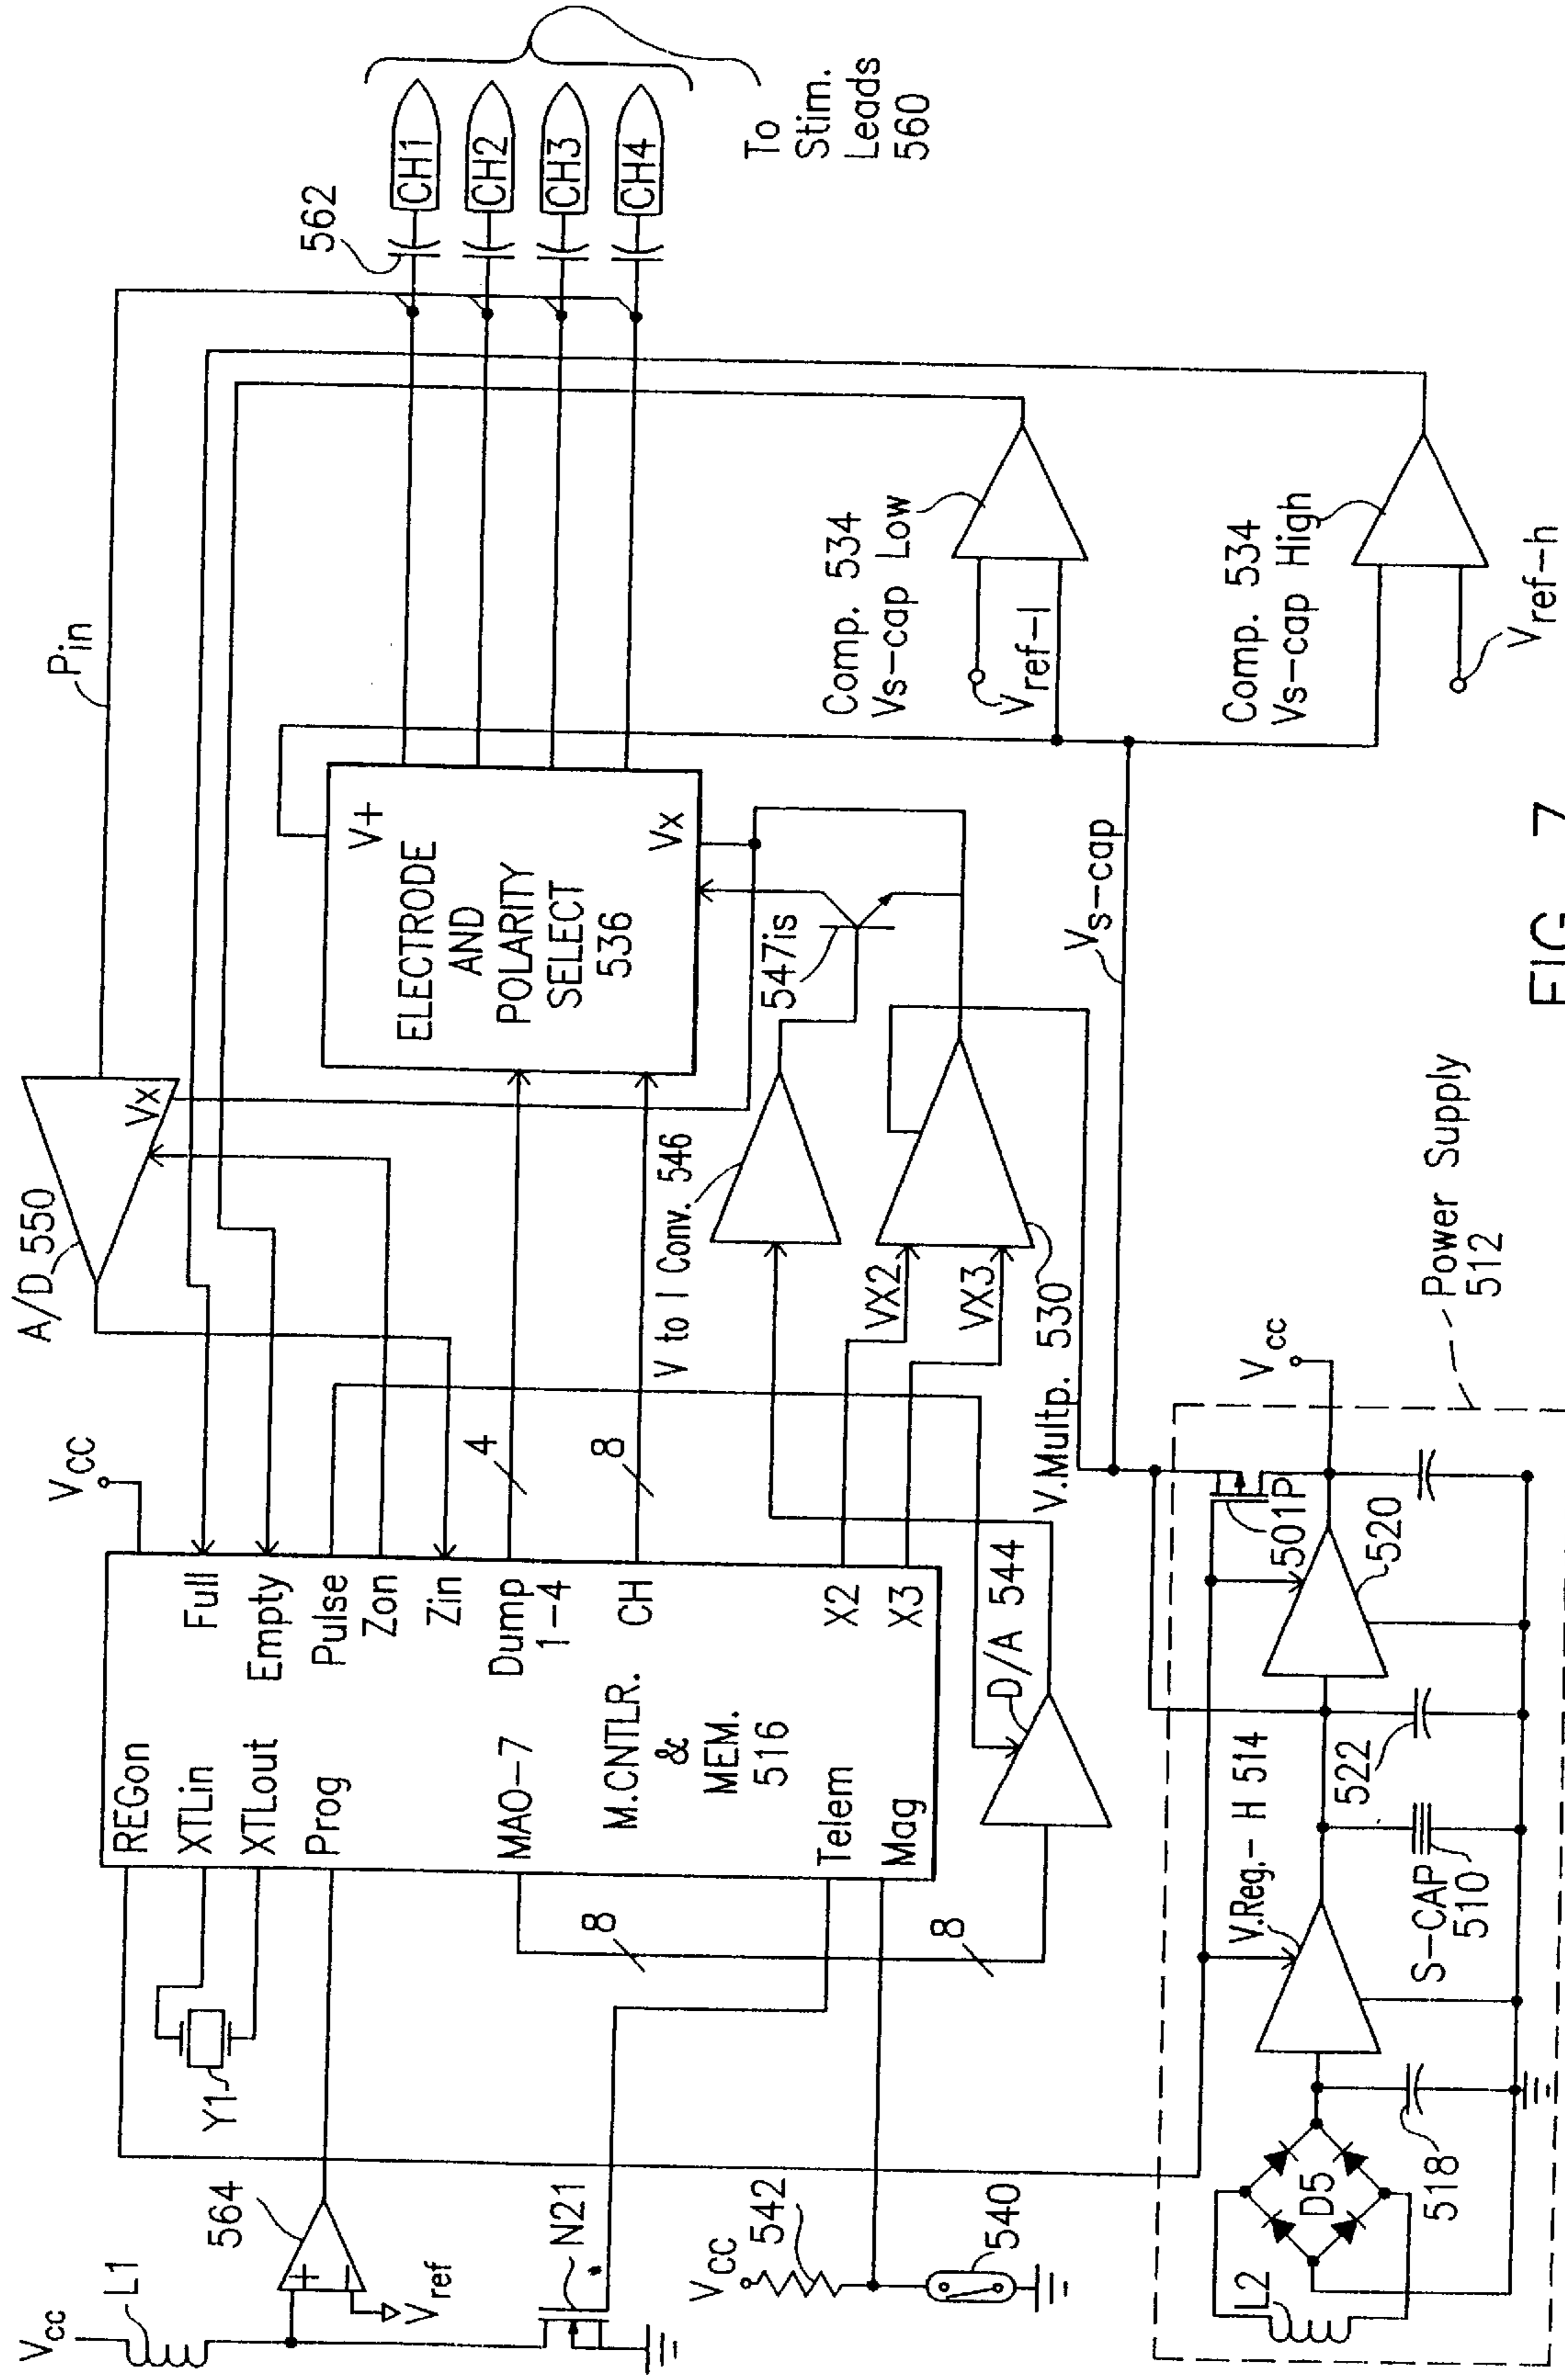 Vcc
L1
564
Vref
N21
Vcc
542
540
Y1
REGon
XTLin
XTLout
Prog
MAO-7
M.CNTLR.
&
MEM.
516
Telem
Mag
Vcc
Full
Empty
Pulse
Zon
Zin
Dump
1-4
CH
X2
X3
8
8
4
8
A/D 550
Vx
Pin
D/A 544
V to I Conv. 546
VX2
VX3
V.Multp. 530
547is
ELECTRODE
AND
POLARITY
SELECT
536
V+
Vx
562
CH1
CH2
CH3
CH4
To
Stim.
Leads
560
Comp. 534
Vs-cap Low
Vref-l
Comp. 534
Vs-cap High
Vref-h
Vs-cap
L2
D5
518
V.Reg.-H 514
S-CAP
510
522
501P
520
Vcc
Power Supply
512
FIG. 7